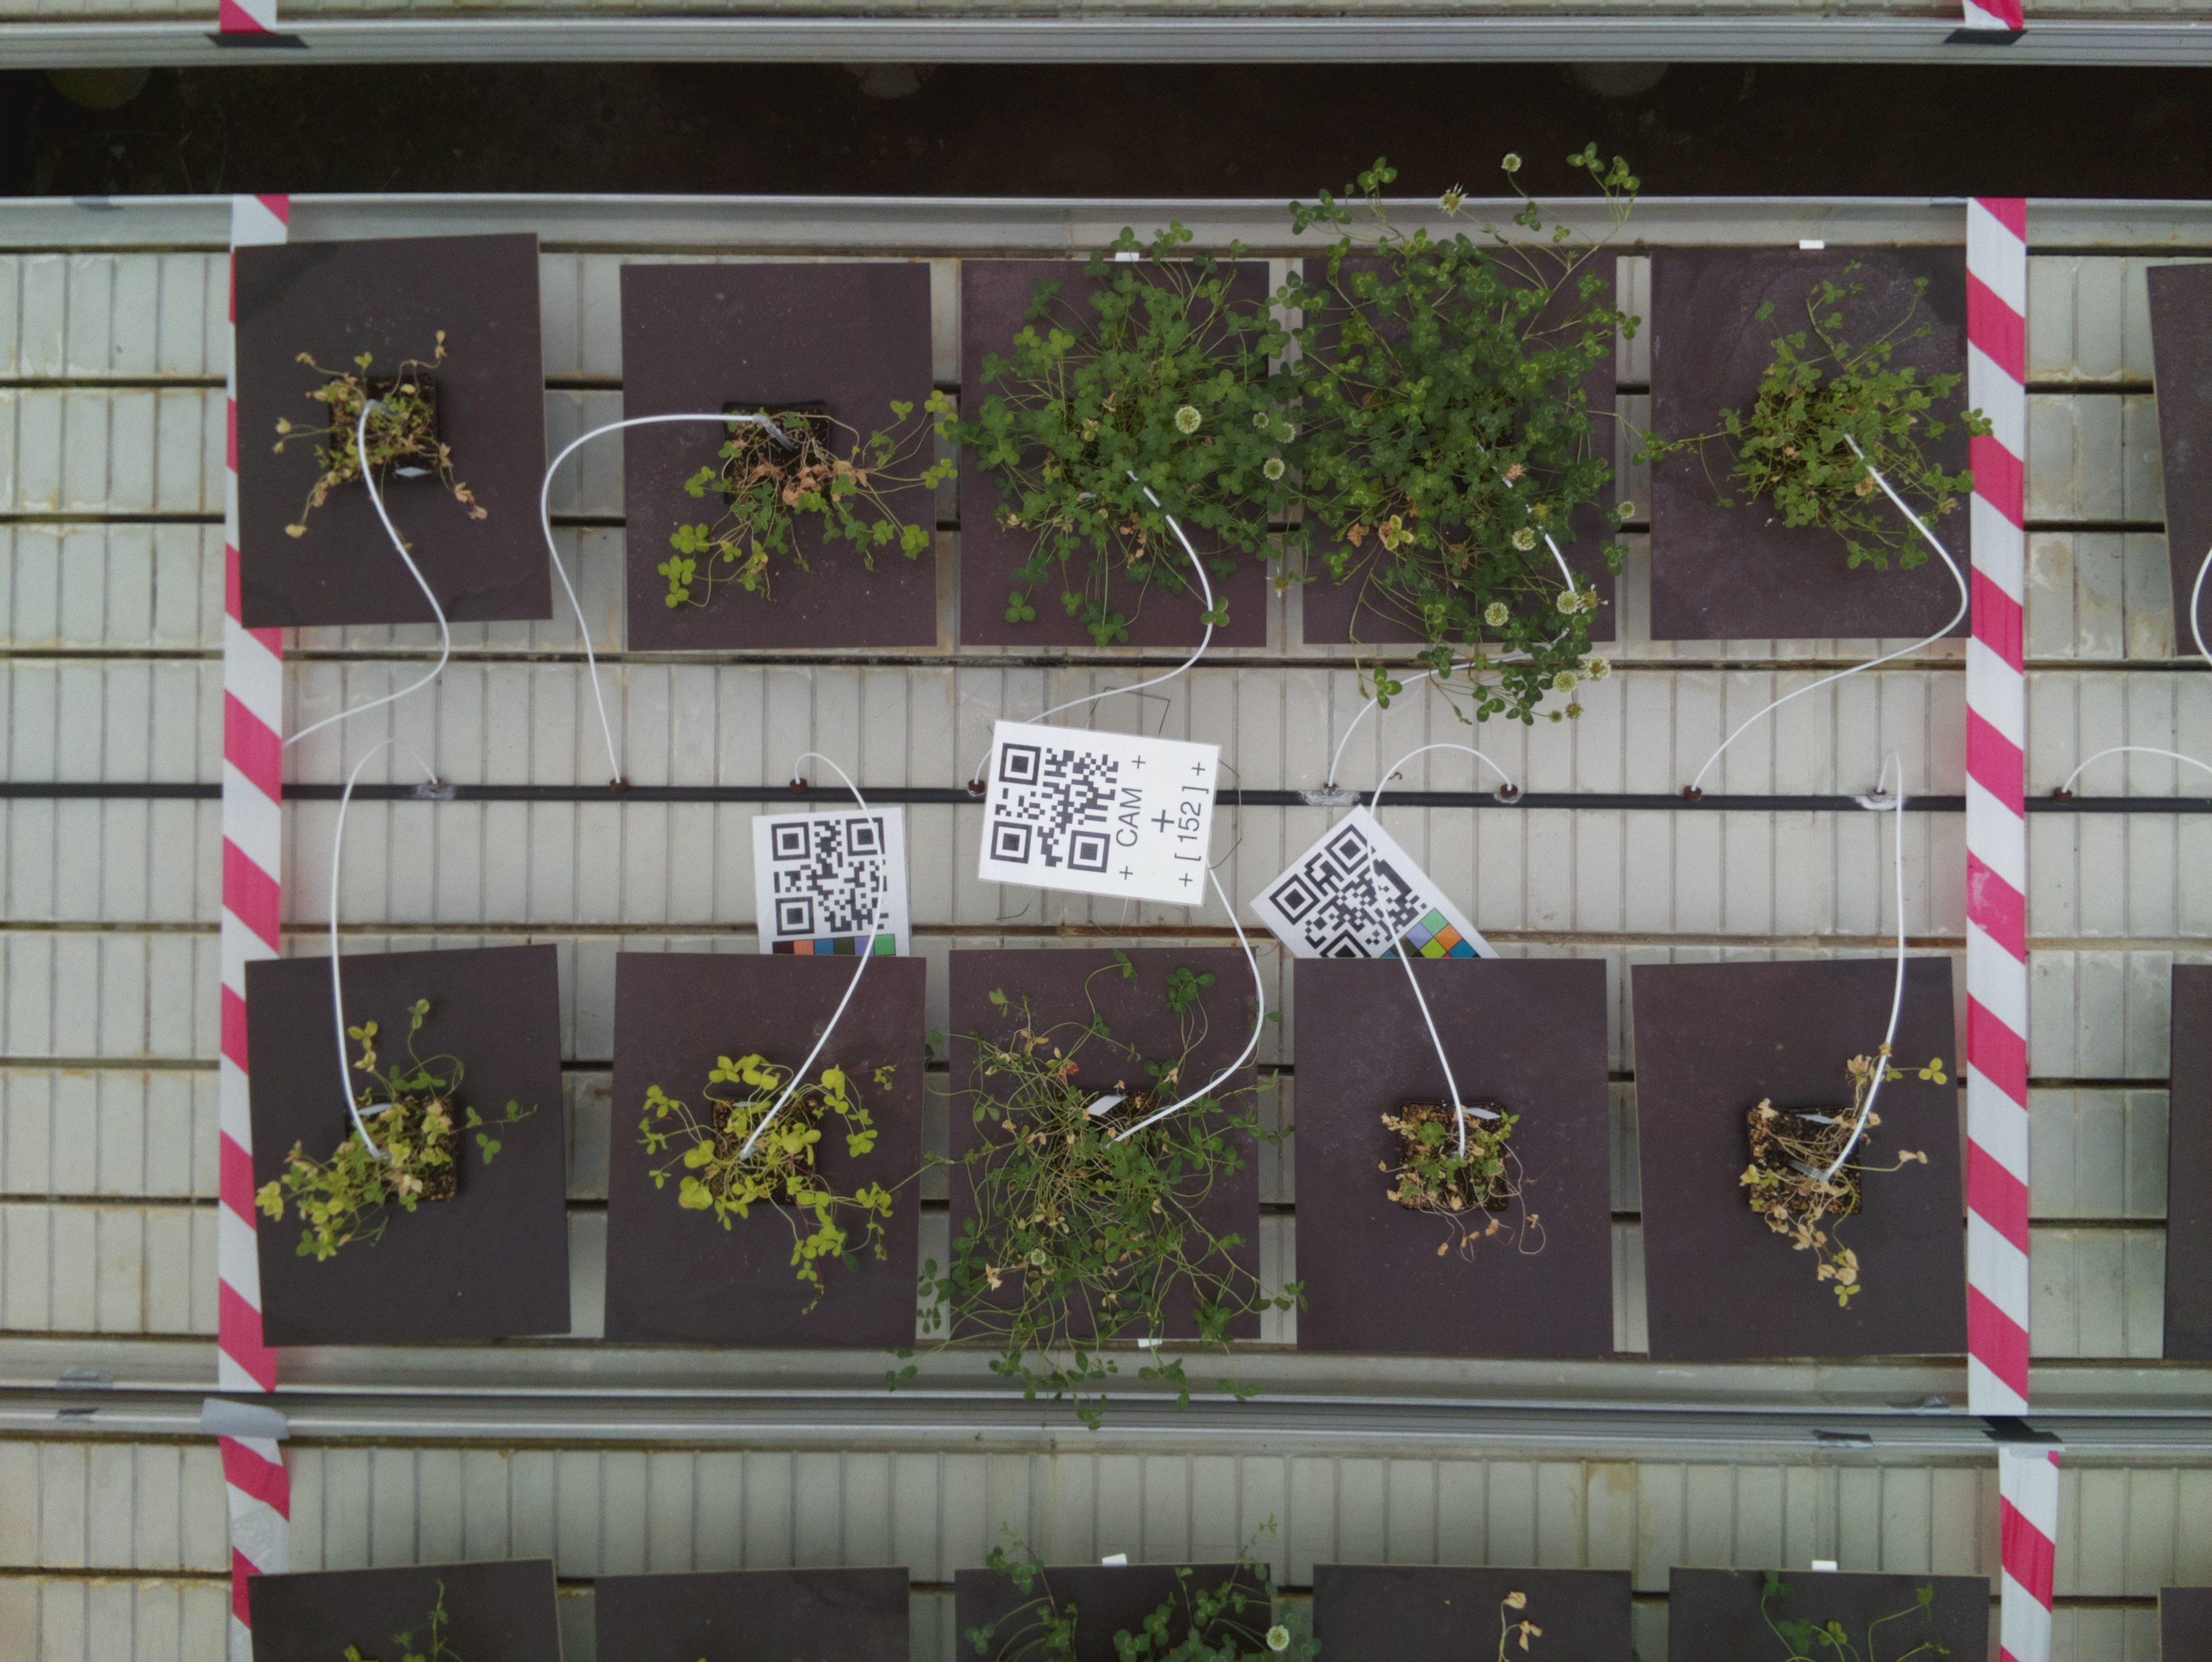 + CAM +
+
+ [ 152 ] +